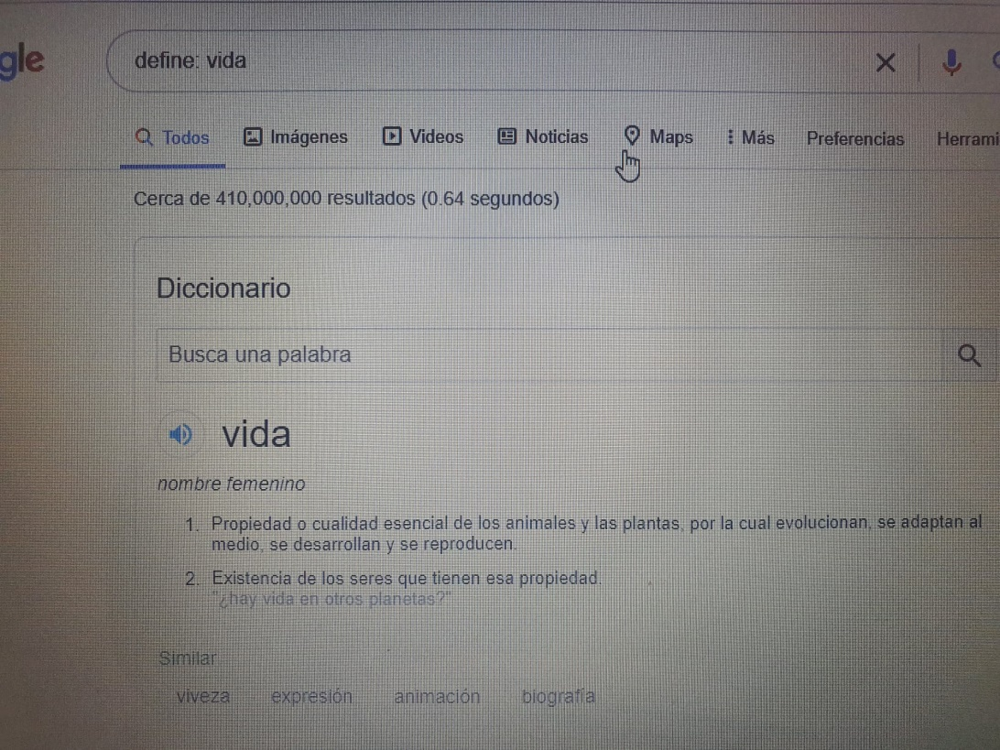 gle
define: vida
Todos Imágenes Videos Noticias Maps Más Preferencias Herrami
Cerca de 410,000,000 resultados (0.64 segundos)
Diccionario
Busca una palabra
vida
nombre femenino
1. Propiedad o cualidad esencial de los animales y las plantas, por la cual evolucionan, se adaptan al
medio, se desarrollan y se reproducen.
2. Existencia de los seres que tienen esa propiedad.
"¿hay vida en otros planetas?"
Similar
viveza expresión animación biografía